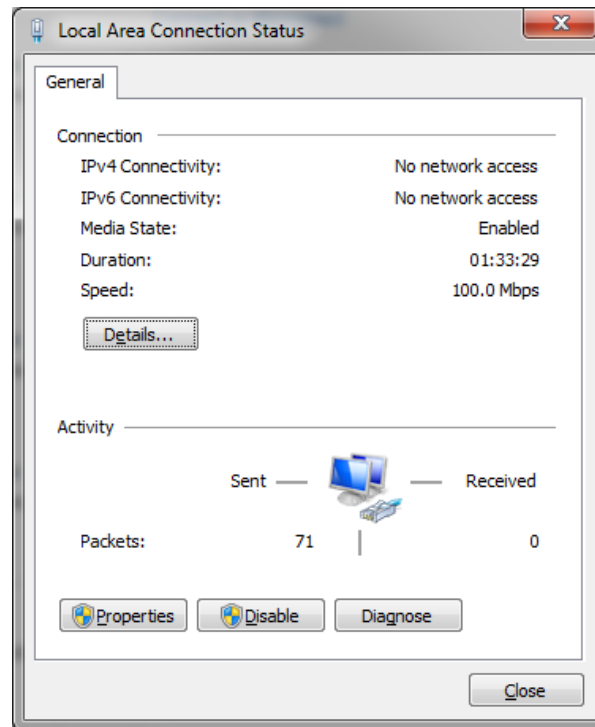 Local Area Connection Status
General
Connection
IPv4 Connectivity: No network access
IPv6 Connectivity: No network access
Media State: Enabled
Duration: 01:33:29
Speed: 100.0 Mbps
Details...
Activity
Sent Received
Packets: 71 0
Properties Disable Diagnose
Close